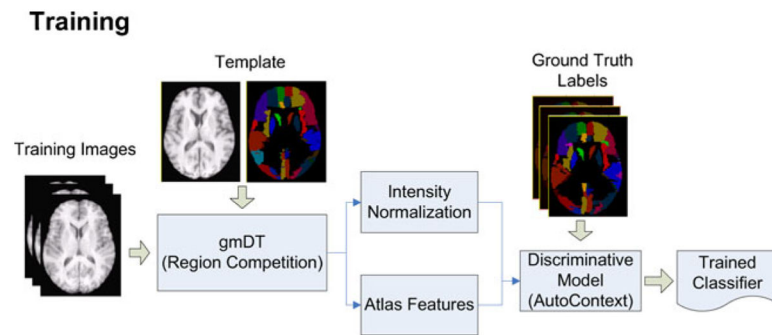 Training
Template
Ground Truth
Labels
Training Images
gmDT
(Region Competition)
Intensity
Normalization
Atlas Features
Discriminative
Model
(AutoContext)
Trained
Classifier